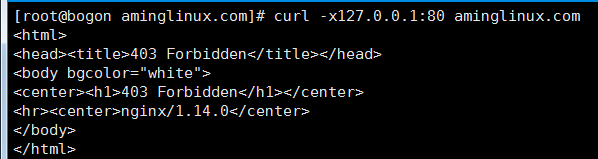 [root@bogon aminglinux.com]# curl -x127.0.0.1:80 aminglinux.com
<html>
<head><title>403 Forbidden</title></head>
<body bgcolor="white">
<center><h1>403 Forbidden</h1></center>
<hr><center>nginx/1.14.0</center>
</body>
</html>